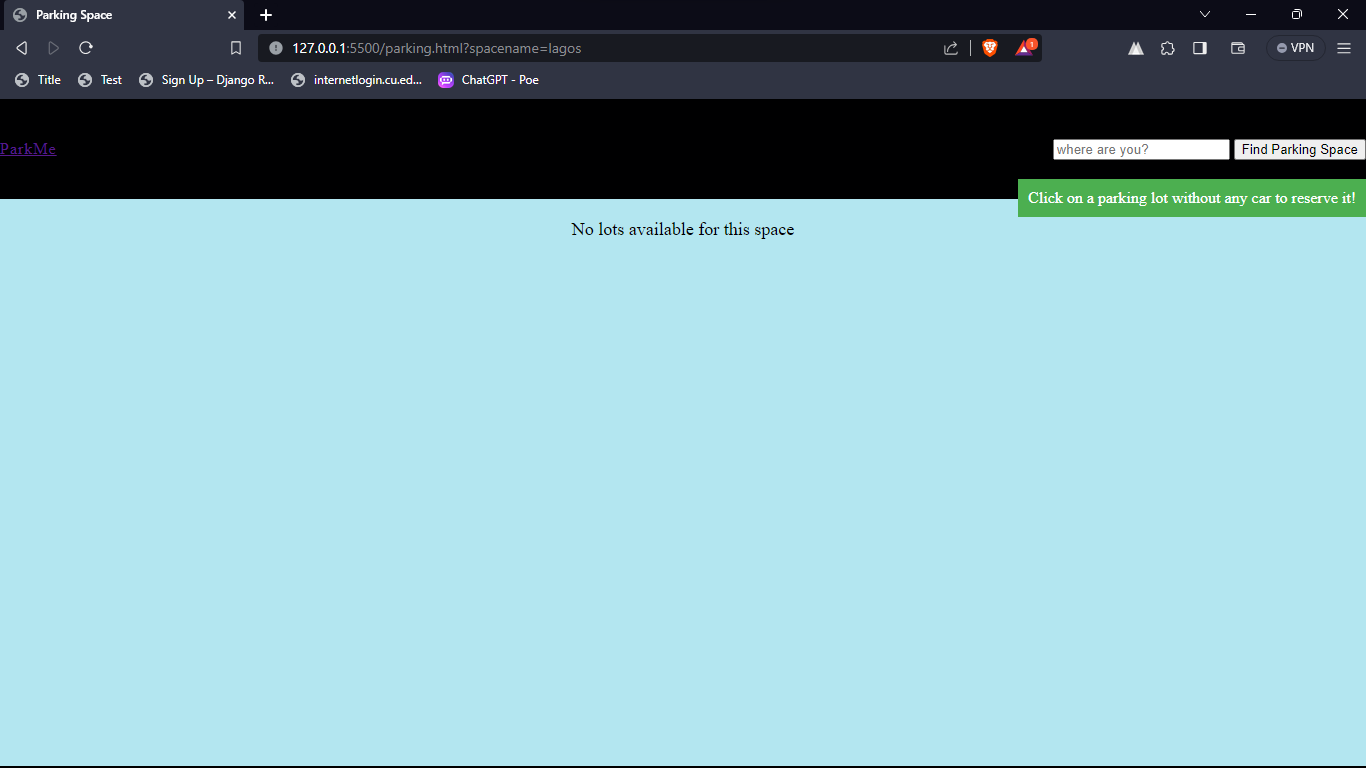 Parking Space
127.0.0.1:5500/parking.html?spacename=lagos
1
VPN
Title Test Sign Up – Django R... internetlogin.cu.ed... ChatGPT - Poe
ParkMe where are you? Find Parking Space
Click on a parking lot without any car to reserve it!
No lots available for this space